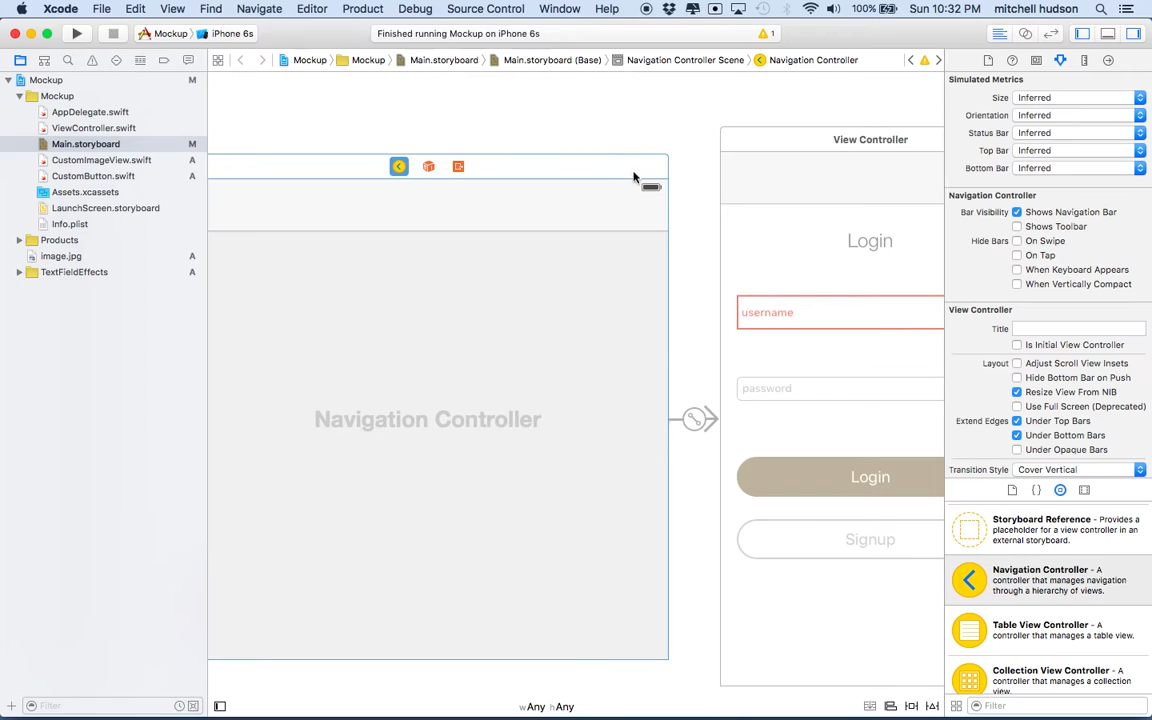 Xcode File Edit View Find Navigate Editor Product Debug Source Control Window Help 100% Sun 10:32 PM mitchell hudson
Mockup iPhone 6s Finished running Mockup on iPhone 6s 1
Mockup Mockup Main.storyboard Main.storyboard (Base) Navigation Controller Scene Navigation Controller
Mockup M
Mockup
AppDelegate.swift
ViewController.swift
Main.storyboard M
CustomImageView.swift A
CustomButton.swift A
Assets.xcassets
LaunchScreen.storyboard
Info.plist
Products
image.jpg A
TextFieldEffects A
Filter
Navigation Controller
View Controller
Login
username
password
Login
Signup
wAny hAny
Simulated Metrics
Size Inferred
Orientation Inferred
Status Bar Inferred
Top Bar Inferred
Bottom Bar Inferred
Navigation Controller
Bar Visibility Shows Navigation Bar
Shows Toolbar
Hide Bars On Swipe
On Tap
When Keyboard Appears
When Vertically Compact
View Controller
Title
Is Initial View Controller
Layout Adjust Scroll View Insets
Hide Bottom Bar on Push
Resize View From NIB
Use Full Screen (Deprecated)
Extend Edges Under Top Bars
Under Bottom Bars
Under Opaque Bars
Transition Style Cover Vertical
Storyboard Reference - Provides a
placeholder for a view controller in an
external storyboard.
Navigation Controller - A
controller that manages navigation
through a hierarchy of views.
Table View Controller - A
controller that manages a table view.
Collection View Controller - A
controller that manages a collection
view.
Filter